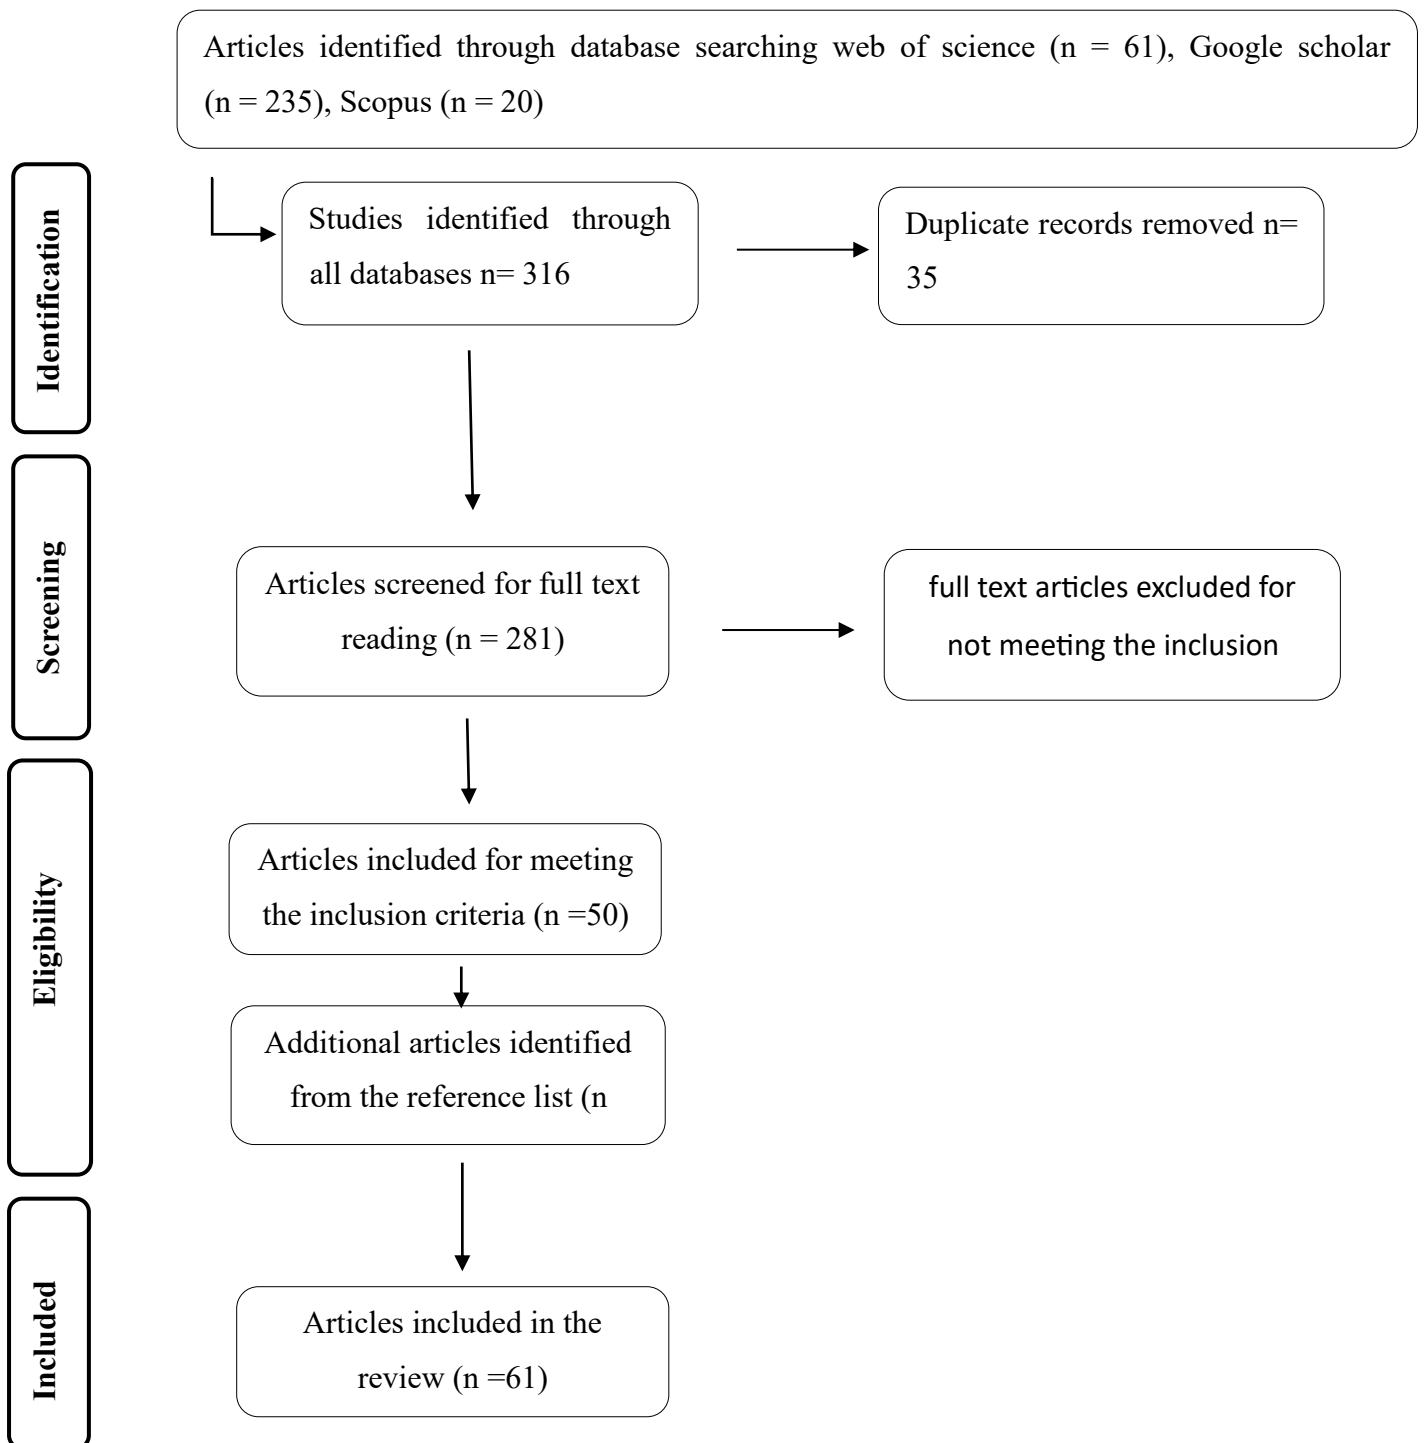 Articles identified through database searching web of science (n = 61), Google scholar
(n = 235), Scopus (n = 20)
Identification
Studies identified through
all databases n= 316
Duplicate records removed n=
35
Screening
Articles screened for full text
reading (n = 281)
full text articles excluded for
not meeting the inclusion
Eligibility
Articles included for meeting
the inclusion criteria (n =50)
Additional articles identified
from the reference list (n
Included
Articles included in the
review (n =61)